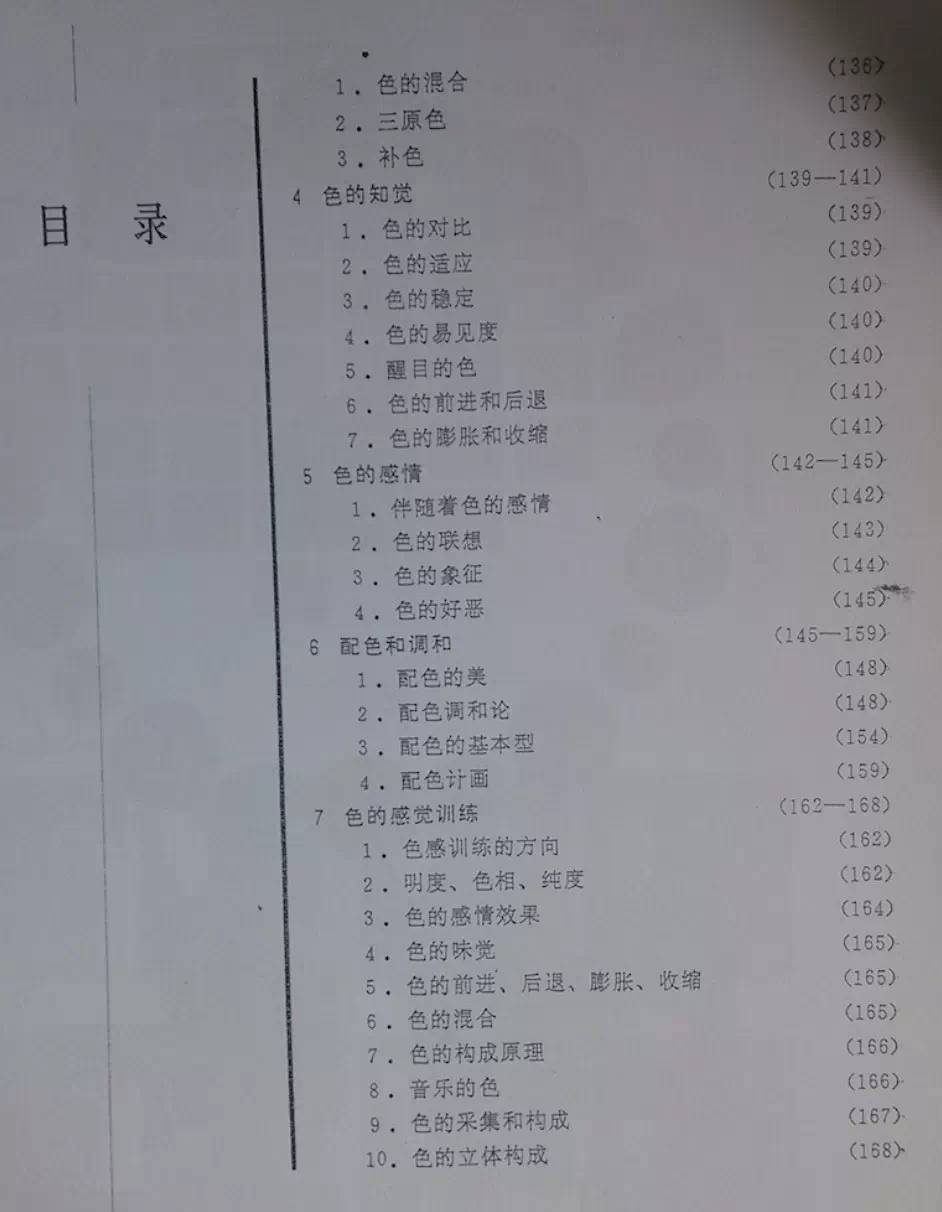 目 录
1．色的混合 (136)
2．三原色 (137)
3．补色 (138)
4 色的知觉 (139—141)
1．色的对比 (139)
2．色的适应 (139)
3．色的稳定 (140)
4．色的易见度 (140)
5．醒目的色 (140)
6．色的前进和后退 (141)
7．色的膨胀和收缩 (141)
5 色的感情 (142—145)
1．伴随着色的感情 (142)
2．色的联想 (143)
3．色的象征 (144)
4．色的好恶 (145)
6 配色和调和 (145—159)
1．配色的美 (148)
2．配色调和论 (148)
3．配色的基本型 (154)
4．配色计画 (159)
7 色的感觉训练 (162—168)
1．色感训练的方向 (162)
2．明度、色相、纯度 (162)
3．色的感情效果 (164)
4．色的味觉 (165)
5．色的前进、后退、膨胀、收缩 (165)
6．色的混合 (165)
7．色的构成原理 (166)
8．音乐的色 (166)
9．色的采集和构成 (167)
10．色的立体构成 (168)